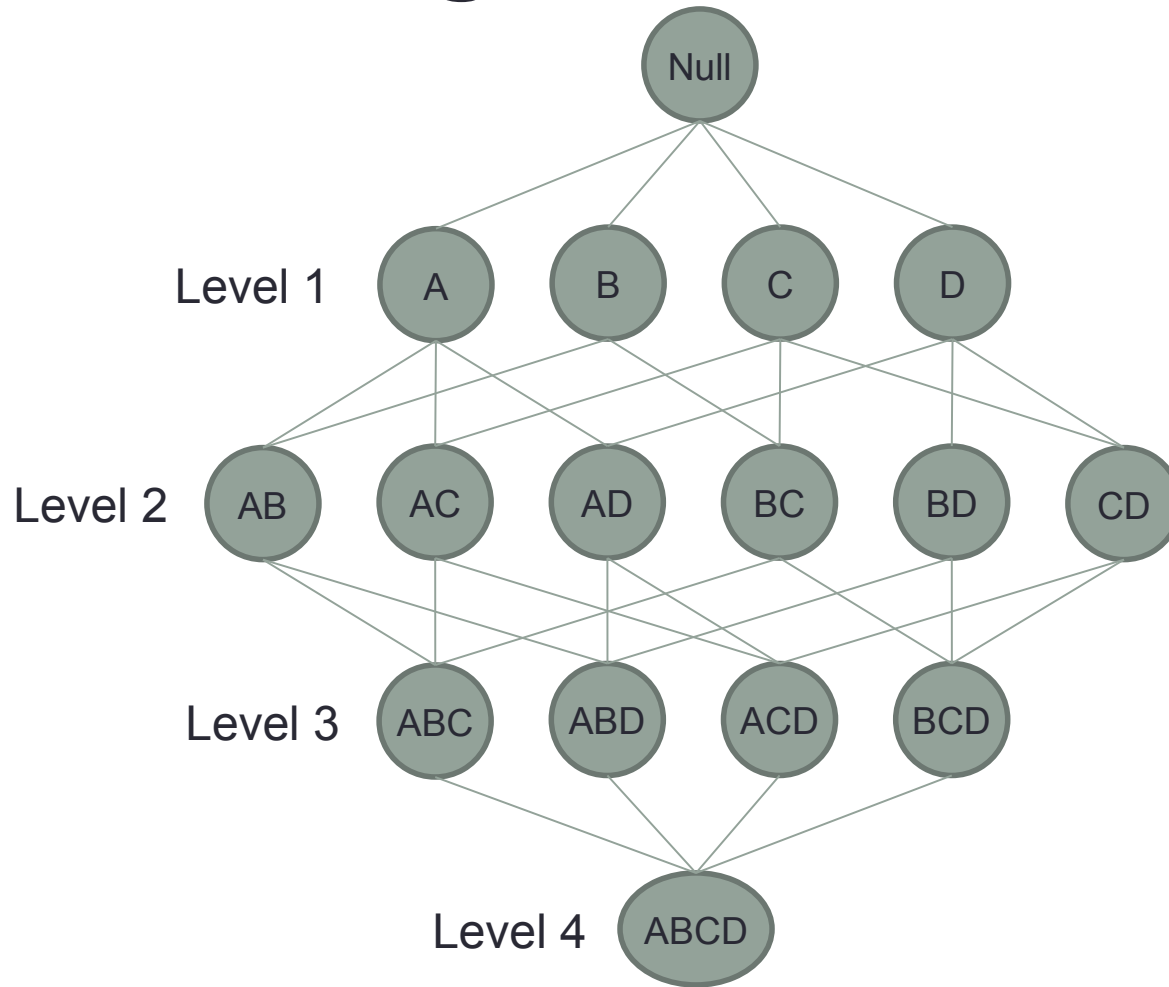 Null
Level 1 A B C D
Level 2 AB AC AD BC BD CD
Level 3 ABC ABD ACD BCD
Level 4 ABCD